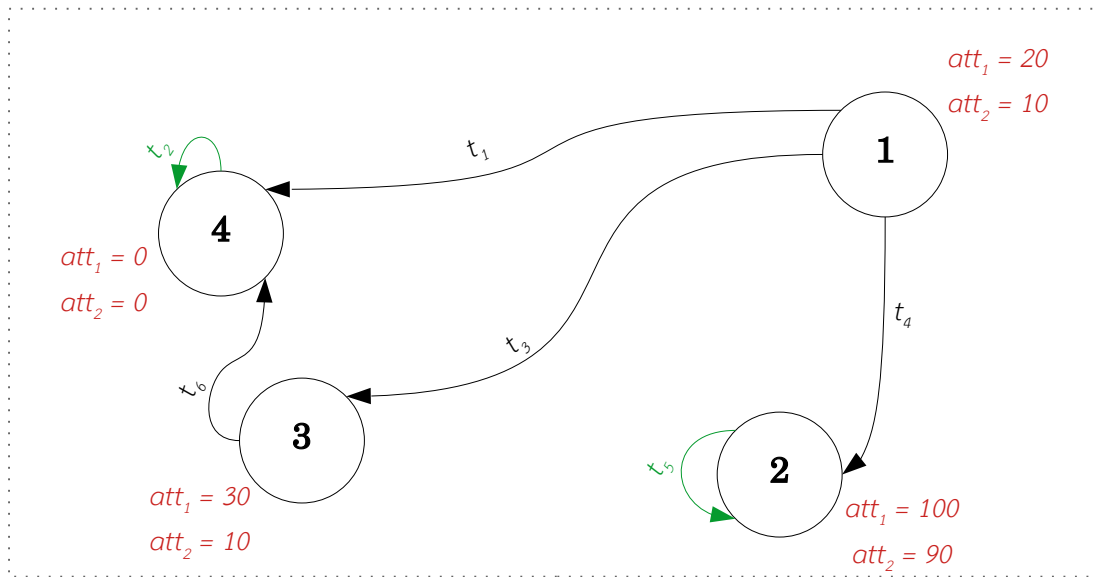 att₁ = 20
att₂ = 10
1
t₁
t₂
4
att₁ = 0
att₂ = 0
t₄
t₃
t₆
3
att₁ = 30
att₂ = 10
t₅
2
att₁ = 100
att₂ = 90